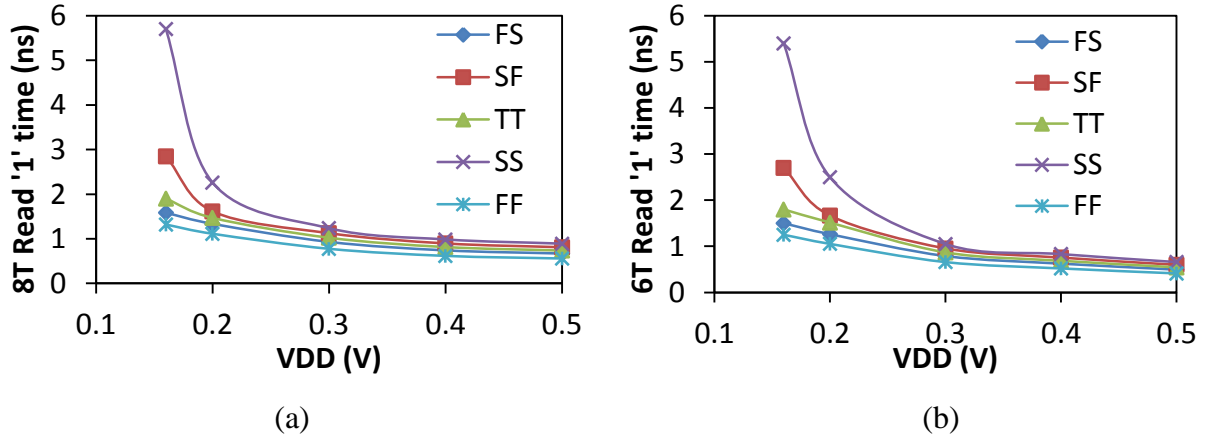 8T Read '1' time (ns)
6
5
4
3
2
1
0
0.1 0.2 0.3 0.4 0.5
VDD (V)
FS
SF
TT
SS
FF
(a)
6T Read '1' time (ns)
6
5
4
3
2
1
0
0.1 0.2 0.3 0.4 0.5
VDD (V)
FS
SF
TT
SS
FF
(b)